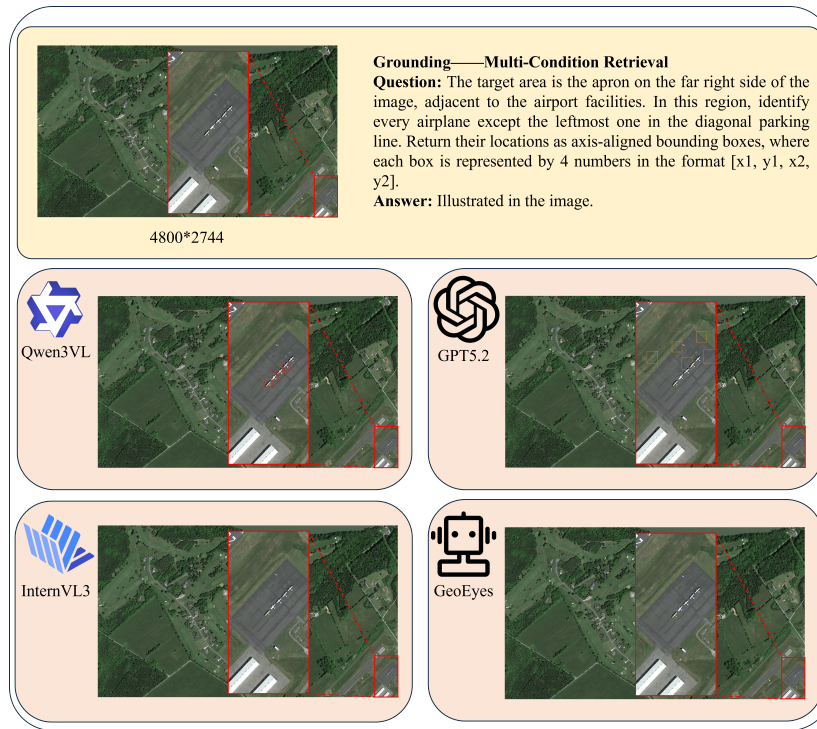 Grounding——Multi-Condition Retrieval
Question: The target area is the apron on the far right side of the
image, adjacent to the airport facilities. In this region, identify
every airplane except the leftmost one in the diagonal parking
line. Return their locations as axis-aligned bounding boxes, where
each box is represented by 4 numbers in the format [x1, y1, x2,
y2].
Answer: Illustrated in the image.
4800*2744
Qwen3VL
GPT5.2
InternVL3
GeoEyes